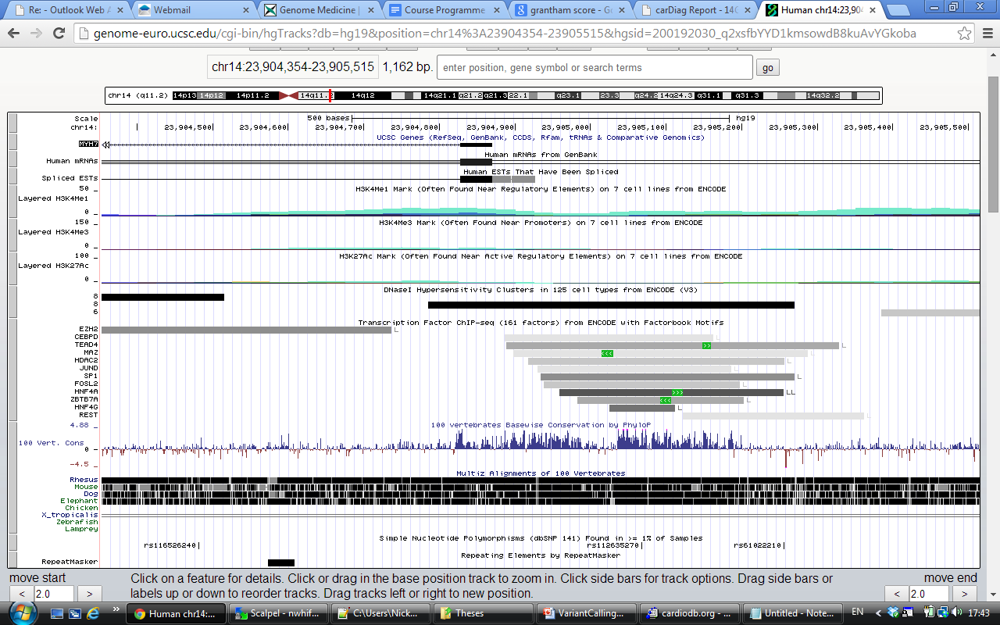 Re: - Outlook Web A
Webmail
Genome Medicine |
Course Programme
grantham score - Go
carDiag Report - 14C
Human chr14:23,904
genome-euro.ucsc.edu/cgi-bin/hgTracks?db=hg19&position=chr14%3A23904354-23905515&hgsid=200192030_q2xsfbYYD1kmsowdB8kuAvYGkoba
chr14:23,904,354-23,905,515 1,162 bp. enter position, gene symbol or search terms go
chr14 (q11.2) 14p13 14p12 14p11.2 14q11.2 14q12 14q21.1 q21.2 q21.3 22.1 q23.1 23.3 q24.2 14q24.3 q31.1 q31.3 14q32.2
Scale 500 bases hg19
chr14: 23,904,500 23,904,600 23,904,700 23,904,800 23,904,900 23,905,000 23,905,100 23,905,200 23,905,300 23,905,400 23,905,500
UCSC Genes (RefSeq, GenBank, CCDS, Rfam, tRNAs & Comparative Genomics)
MYH7
Human mRNAs from GenBank
Human mRNAs
Human ESTs That Have Been Spliced
Spliced ESTs
50 _ H3K4Me1 Mark (Often Found Near Regulatory Elements) on 7 cell lines from ENCODE
Layered H3K4Me1
0 _
150 _ H3K4Me3 Mark (Often Found Near Promoters) on 7 cell lines from ENCODE
Layered H3K4Me3
0 _
100 _ H3K27Ac Mark (Often Found Near Active Regulatory Elements) on 7 cell lines from ENCODE
Layered H3K27Ac
0 _
DNaseI Hypersensitivity Clusters in 125 cell types from ENCODE (V3)
8
8
6
Transcription Factor ChIP-seq (161 factors) from ENCODE with Factorbook Motifs
EZH2 L
CEBPD L
TEAD4 L
MAZ L
HDAC2 L
JUND L
SP1 L
FOSL2 L
HNF4A LL
ZBTB7A L
HNF4G L
REST L
4.88 _ 100 vertebrates Basewise Conservation by PhyloP
100 Vert. Cons
0 -
-4.5 _
Multiz Alignments of 100 Vertebrates
Rhesus
Mouse
Dog
Elephant
Chicken
X_tropicalis
Zebrafish
Lamprey
Simple Nucleotide Polymorphisms (dbSNP 141) Found in >= 1% of Samples
rs116526240 rs112635270 rs61022210
Repeating Elements by RepeatMasker
RepeatMasker
move start Click on a feature for details. Click or drag in the base position track to zoom in. Click side bars for track options. Drag side bars or move end
< 2.0 > labels up or down to reorder tracks. Drag tracks left or right to new position. < 2.0 >
Human chr14:...
Scalpel - nwhif...
C:\Users\Nick...
Theses
VariantCalling...
cardiodb.org - ...
Untitled - Note...
EN 17:43